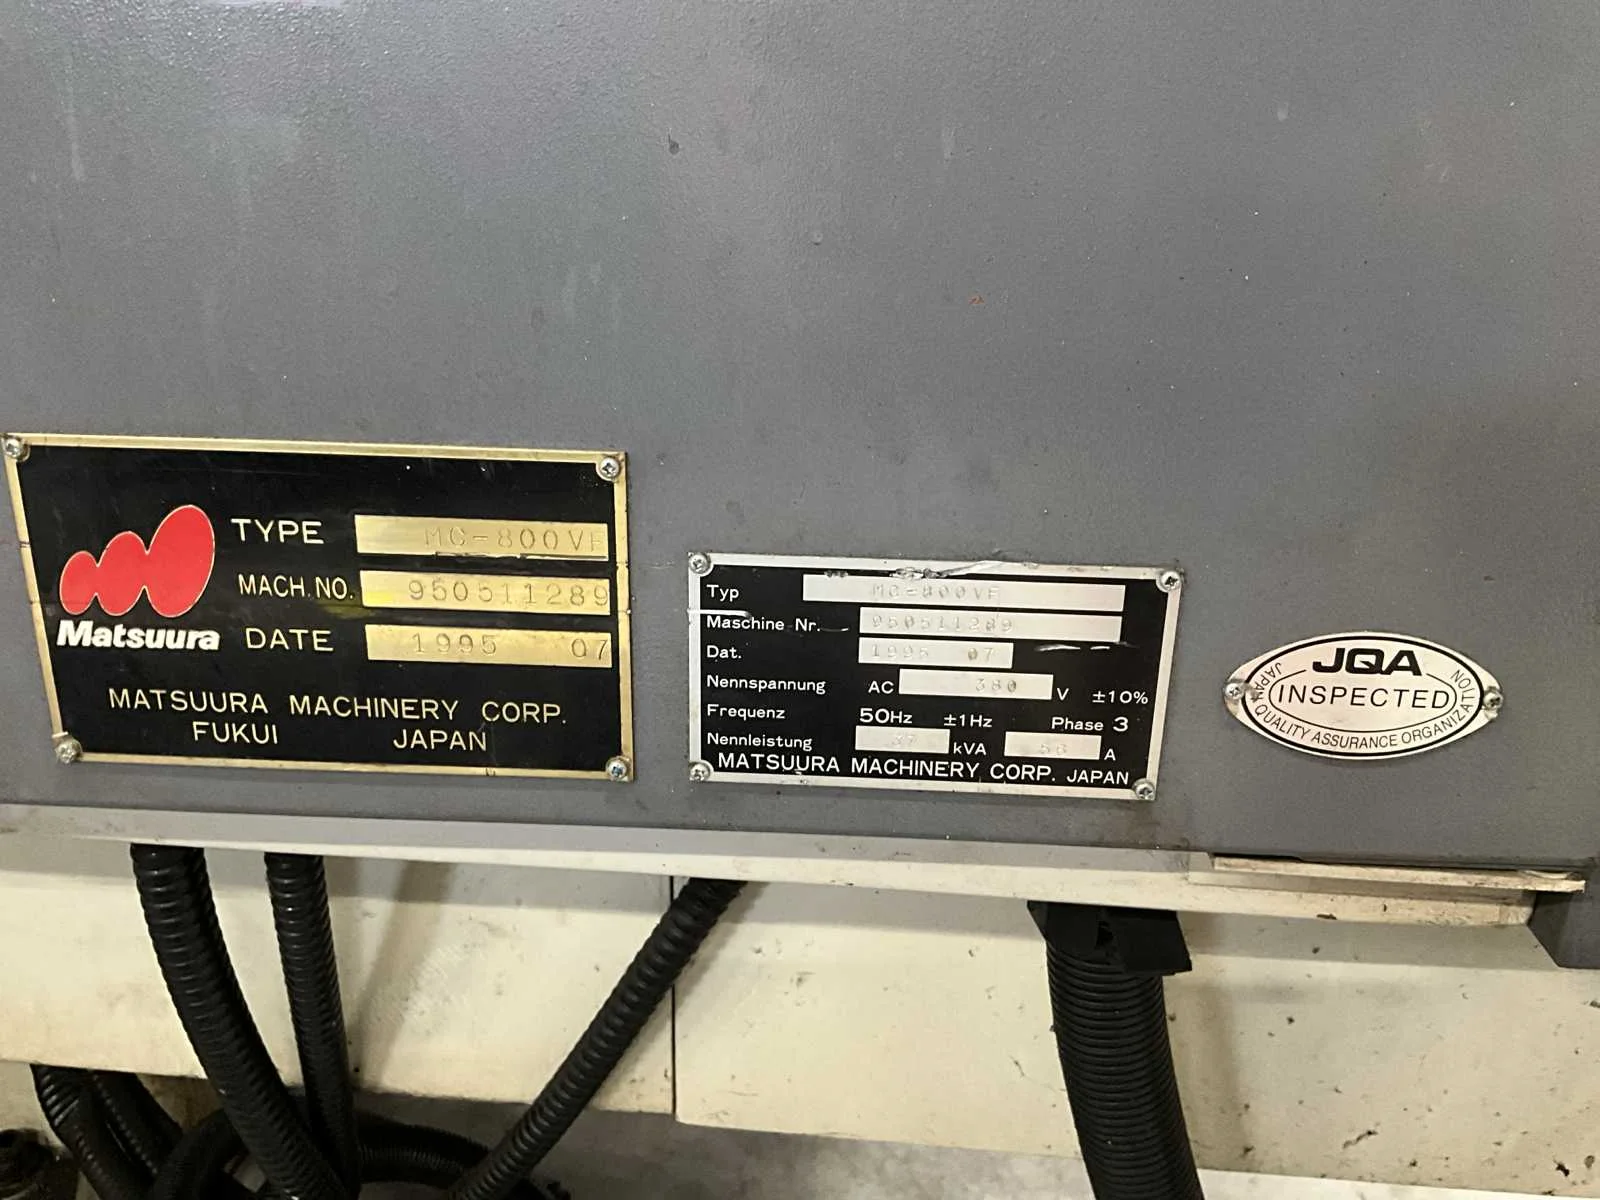 Matsuura
TYPE MC-800VF
MACH.NO. 950511289
DATE 1995 07
MATSUURA MACHINERY CORP.
FUKUI JAPAN
Typ MC-800VF
Maschine Nr. 950511289
Dat. 1995 07
Nennspannung AC 380 V ±10%
Frequenz 50Hz ±1Hz Phase 3
Nennleistung 37 kVA 56 A
MATSUURA MACHINERY CORP. JAPAN
JQA
INSPECTED
JAPAN QUALITY ASSURANCE ORGANIZATION